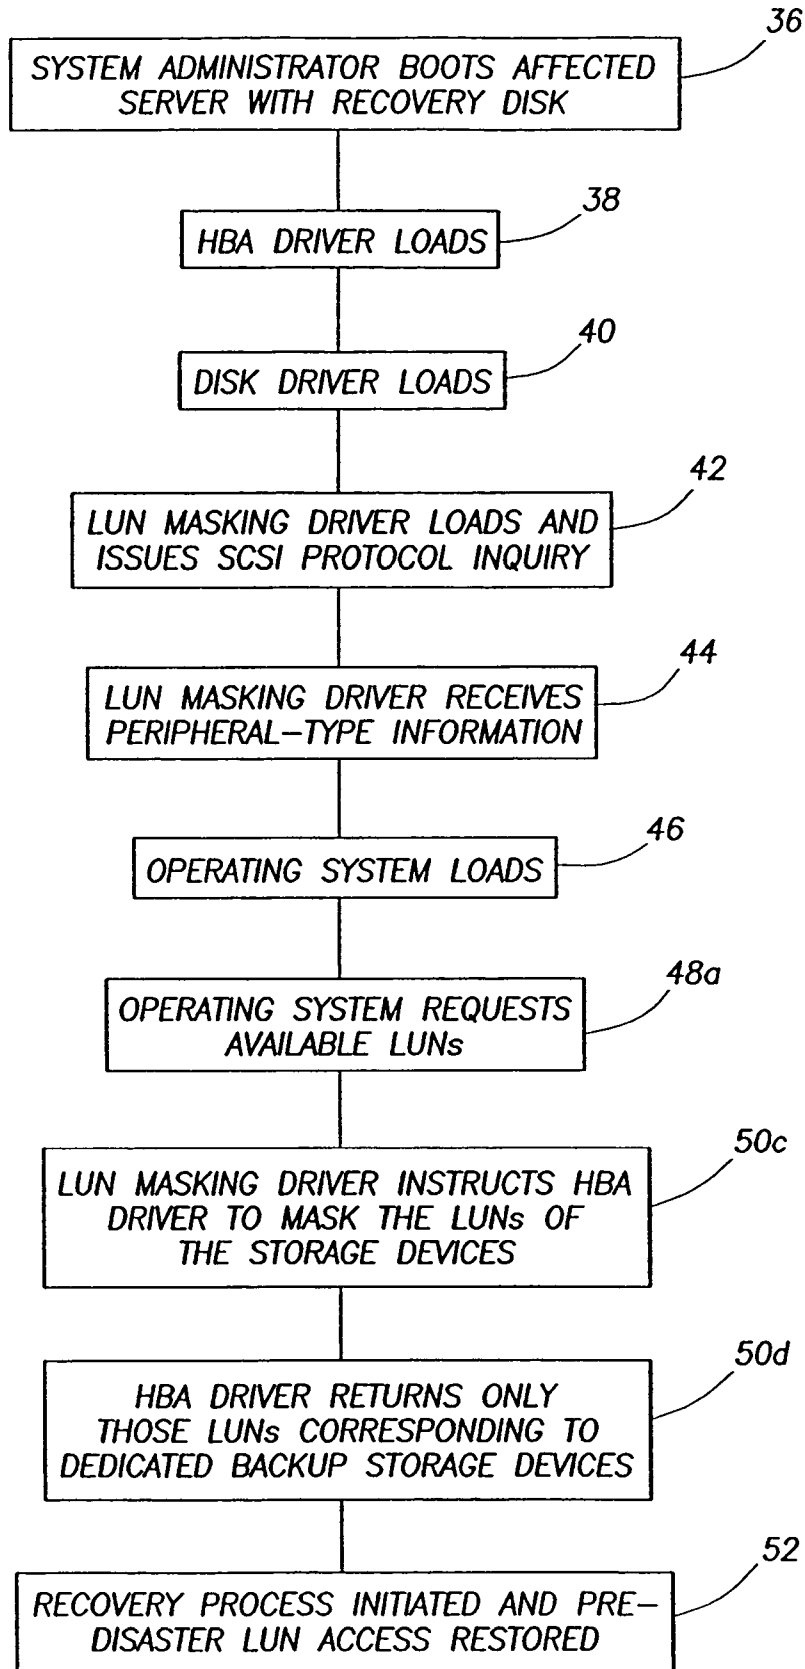 36
SYSTEM ADMINISTRATOR BOOTS AFFECTED
SERVER WITH RECOVERY DISK
38
HBA DRIVER LOADS
40
DISK DRIVER LOADS
42
LUN MASKING DRIVER LOADS AND
ISSUES SCSI PROTOCOL INQUIRY
44
LUN MASKING DRIVER RECEIVES
PERIPHERAL-TYPE INFORMATION
46
OPERATING SYSTEM LOADS
48a
OPERATING SYSTEM REQUESTS
AVAILABLE LUNs
50c
LUN MASKING DRIVER INSTRUCTS HBA
DRIVER TO MASK THE LUNs OF
THE STORAGE DEVICES
50d
HBA DRIVER RETURNS ONLY
THOSE LUNs CORRESPONDING TO
DEDICATED BACKUP STORAGE DEVICES
52
RECOVERY PROCESS INITIATED AND PRE-
DISASTER LUN ACCESS RESTORED